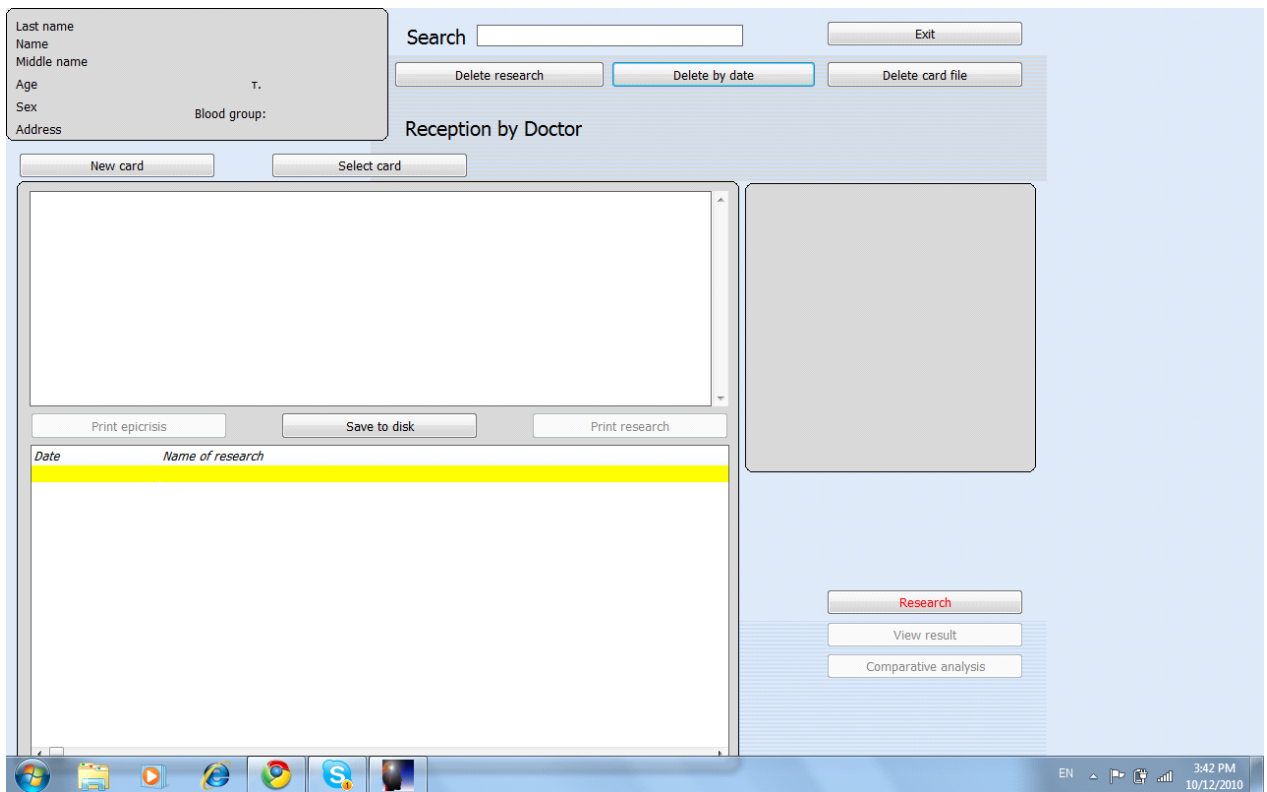 Last name
Name
Middle name
Age т.
Sex
Blood group:
Address
Search
Exit
Delete research Delete by date Delete card file
Reception by Doctor
New card Select card
Print epicrisis Save to disk Print research
Date Name of research
Research
View result
Comparative analysis
EN 3:42 PM
10/12/2010